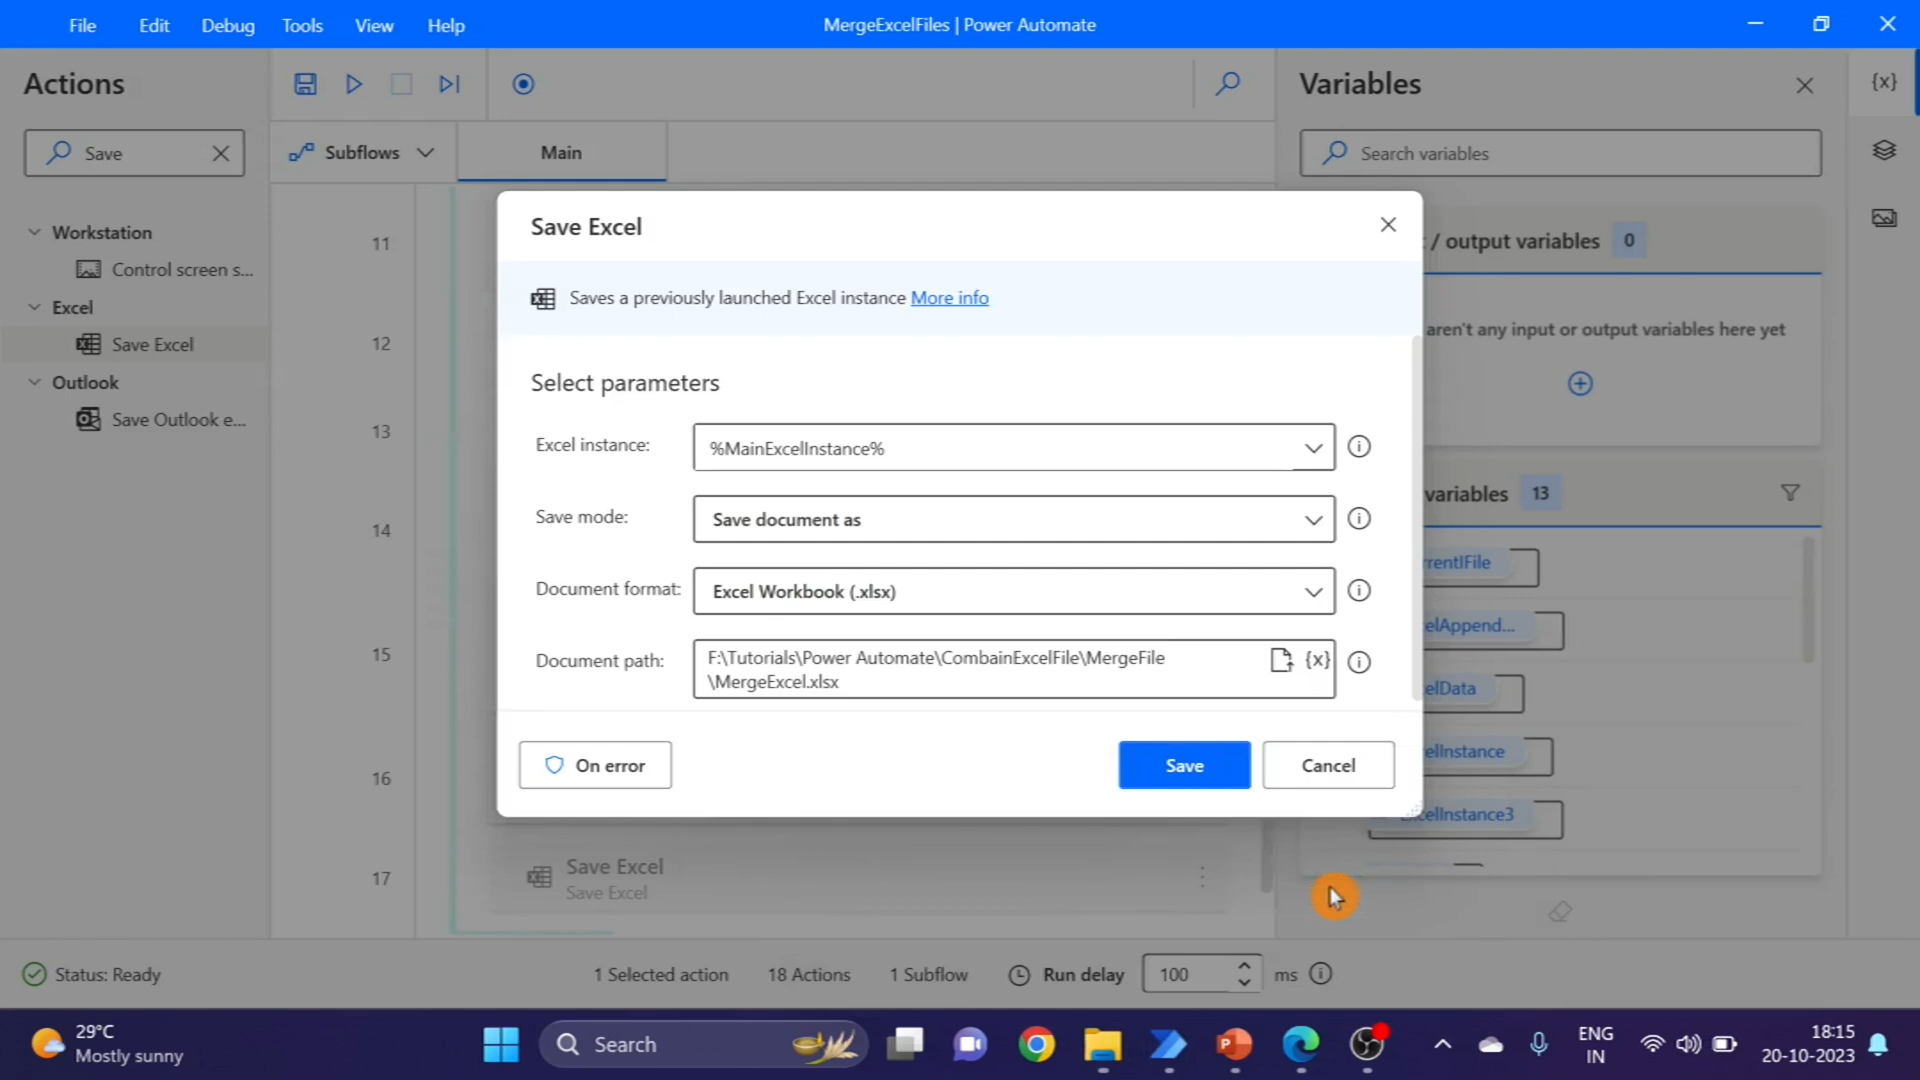 File Edit Debug Tools View Help
MergeExcelFiles | Power Automate
Actions
Save
Workstation
Control screen s...
Excel
Save Excel
Outlook
Save Outlook e...
Subflows
Main
11
12
13
14
15
16
17
Save Excel
Save Excel
Save Excel
Saves a previously launched Excel instance More info
Select parameters
Excel instance:
%MainExcelInstance%
Save mode:
Save document as
Document format:
Excel Workbook (.xlsx)
Document path:
F:\Tutorials\Power Automate\CombainExcelFile\MergeFile
\MergeExcel.xlsx
{x}
On error
Save
Cancel
Variables
{x}
Search variables
/ output variables 0
aren't any input or output variables here yet
variables 13
rrentIFile
elAppend...
elData
elInstance
ExcelInstance3
Status: Ready
1 Selected action
18 Actions
1 Subflow
Run delay
100
ms
29°C
Mostly sunny
Search
ENG
IN
18:15
20-10-2023